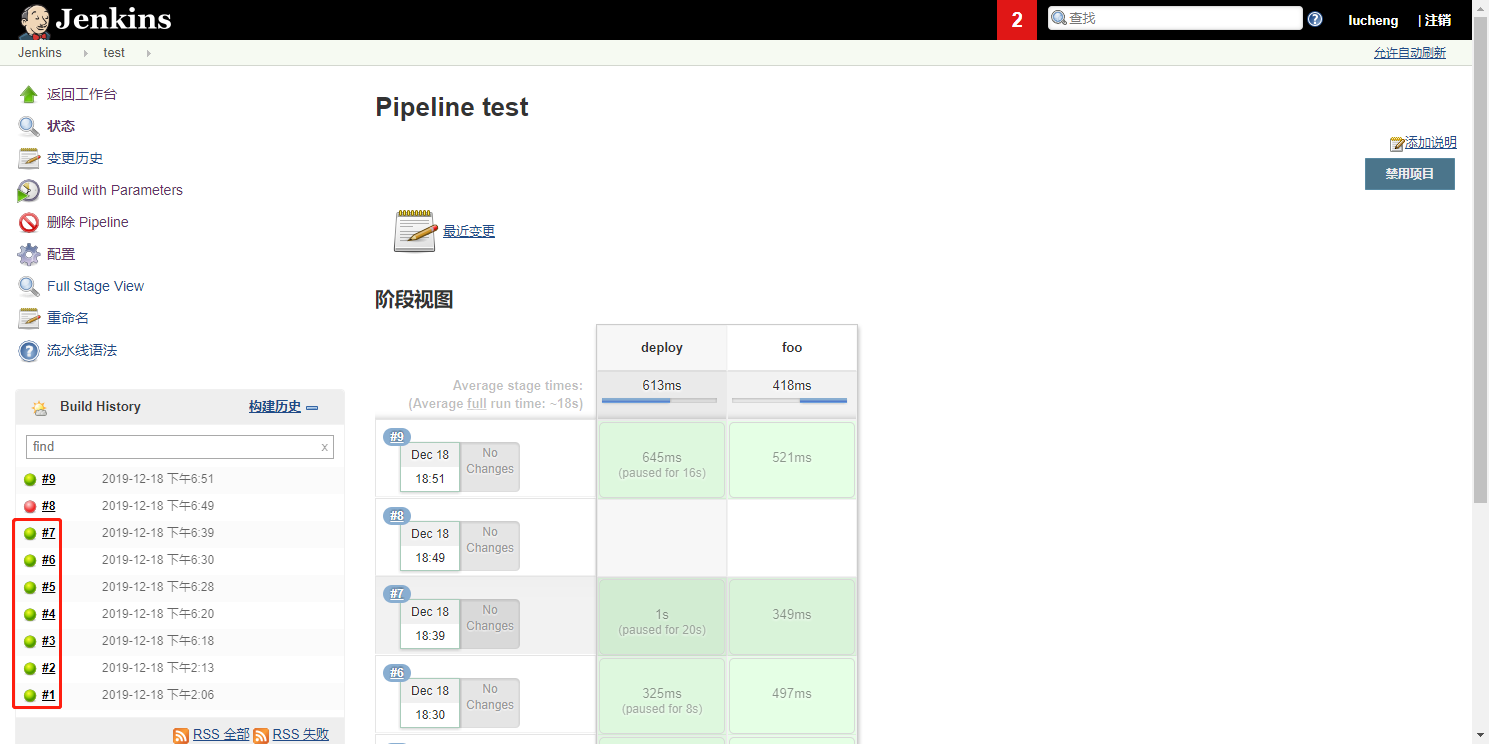 Jenkins
2
查找
lucheng
| 注销
Jenkins
test
允许自动刷新
返回工作台
状态
变更历史
Build with Parameters
删除 Pipeline
配置
Full Stage View
重命名
流水线语法
Build History
构建历史
find
x
#9 2019-12-18 下午6:51
#8 2019-12-18 下午6:49
#7 2019-12-18 下午6:39
#6 2019-12-18 下午6:30
#5 2019-12-18 下午6:28
#4 2019-12-18 下午6:20
#3 2019-12-18 下午6:18
#2 2019-12-18 下午2:13
#1 2019-12-18 下午2:06
RSS 全部 RSS 失败
Pipeline test
添加说明
禁用项目
最近变更
阶段视图
deploy foo
Average stage times:
(Average full run time: ~18s)
613ms 418ms
#9
Dec 18
18:51
No
Changes
645ms
(paused for 16s)
521ms
#8
Dec 18
18:49
No
Changes
#7
Dec 18
18:39
No
Changes
1s
(paused for 20s)
349ms
#6
Dec 18
18:30
No
Changes
325ms
(paused for 8s)
497ms